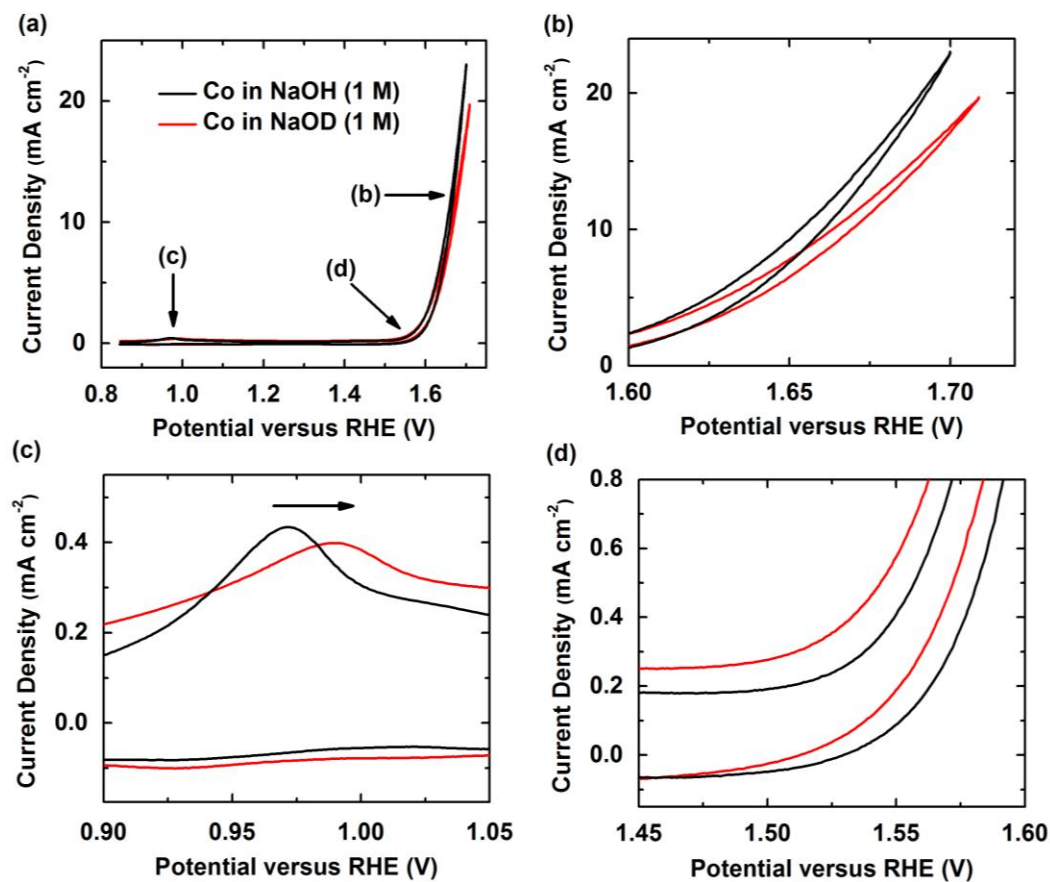 (a)
Current Density (mA cm-2)
20
10
0
Co in NaOH (1 M)
Co in NaOD (1 M)
(b)
(c)
(d)
0.8 1.0 1.2 1.4 1.6
Potential versus RHE (V)
(b)
Current Density (mA cm-2)
20
10
0
1.60 1.65 1.70
Potential versus RHE (V)
(c)
Current Density (mA cm-2)
0.4
0.2
0.0
0.90 0.95 1.00 1.05
Potential versus RHE (V)
(d)
Current Density (mA cm-2)
0.8
0.6
0.4
0.2
0.0
1.45 1.50 1.55 1.60
Potential versus RHE (V)